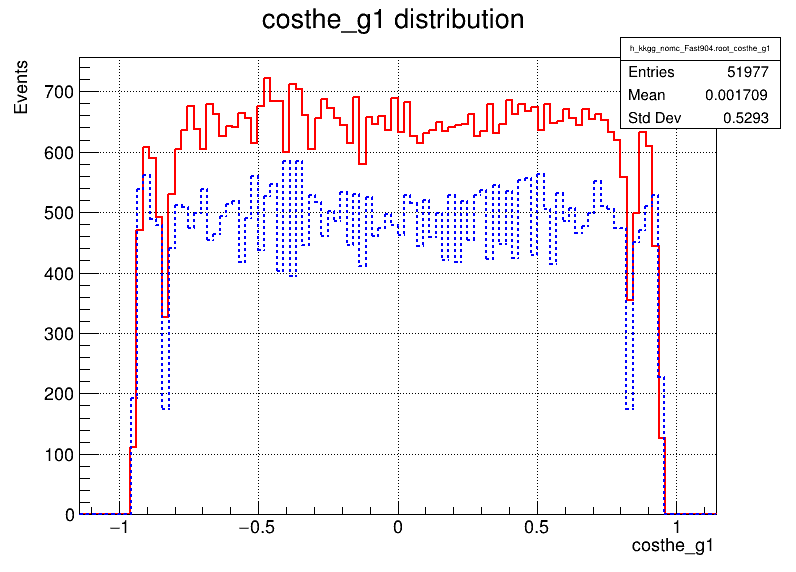 costhe_g1 distribution
h_kkgg_nomc_Fast904.root_costhe_g1
Entries 51977
Mean 0.001709
Std Dev 0.5293
Events
700
600
500
400
300
200
100
0
−1 −0.5 0 0.5 1
costhe_g1